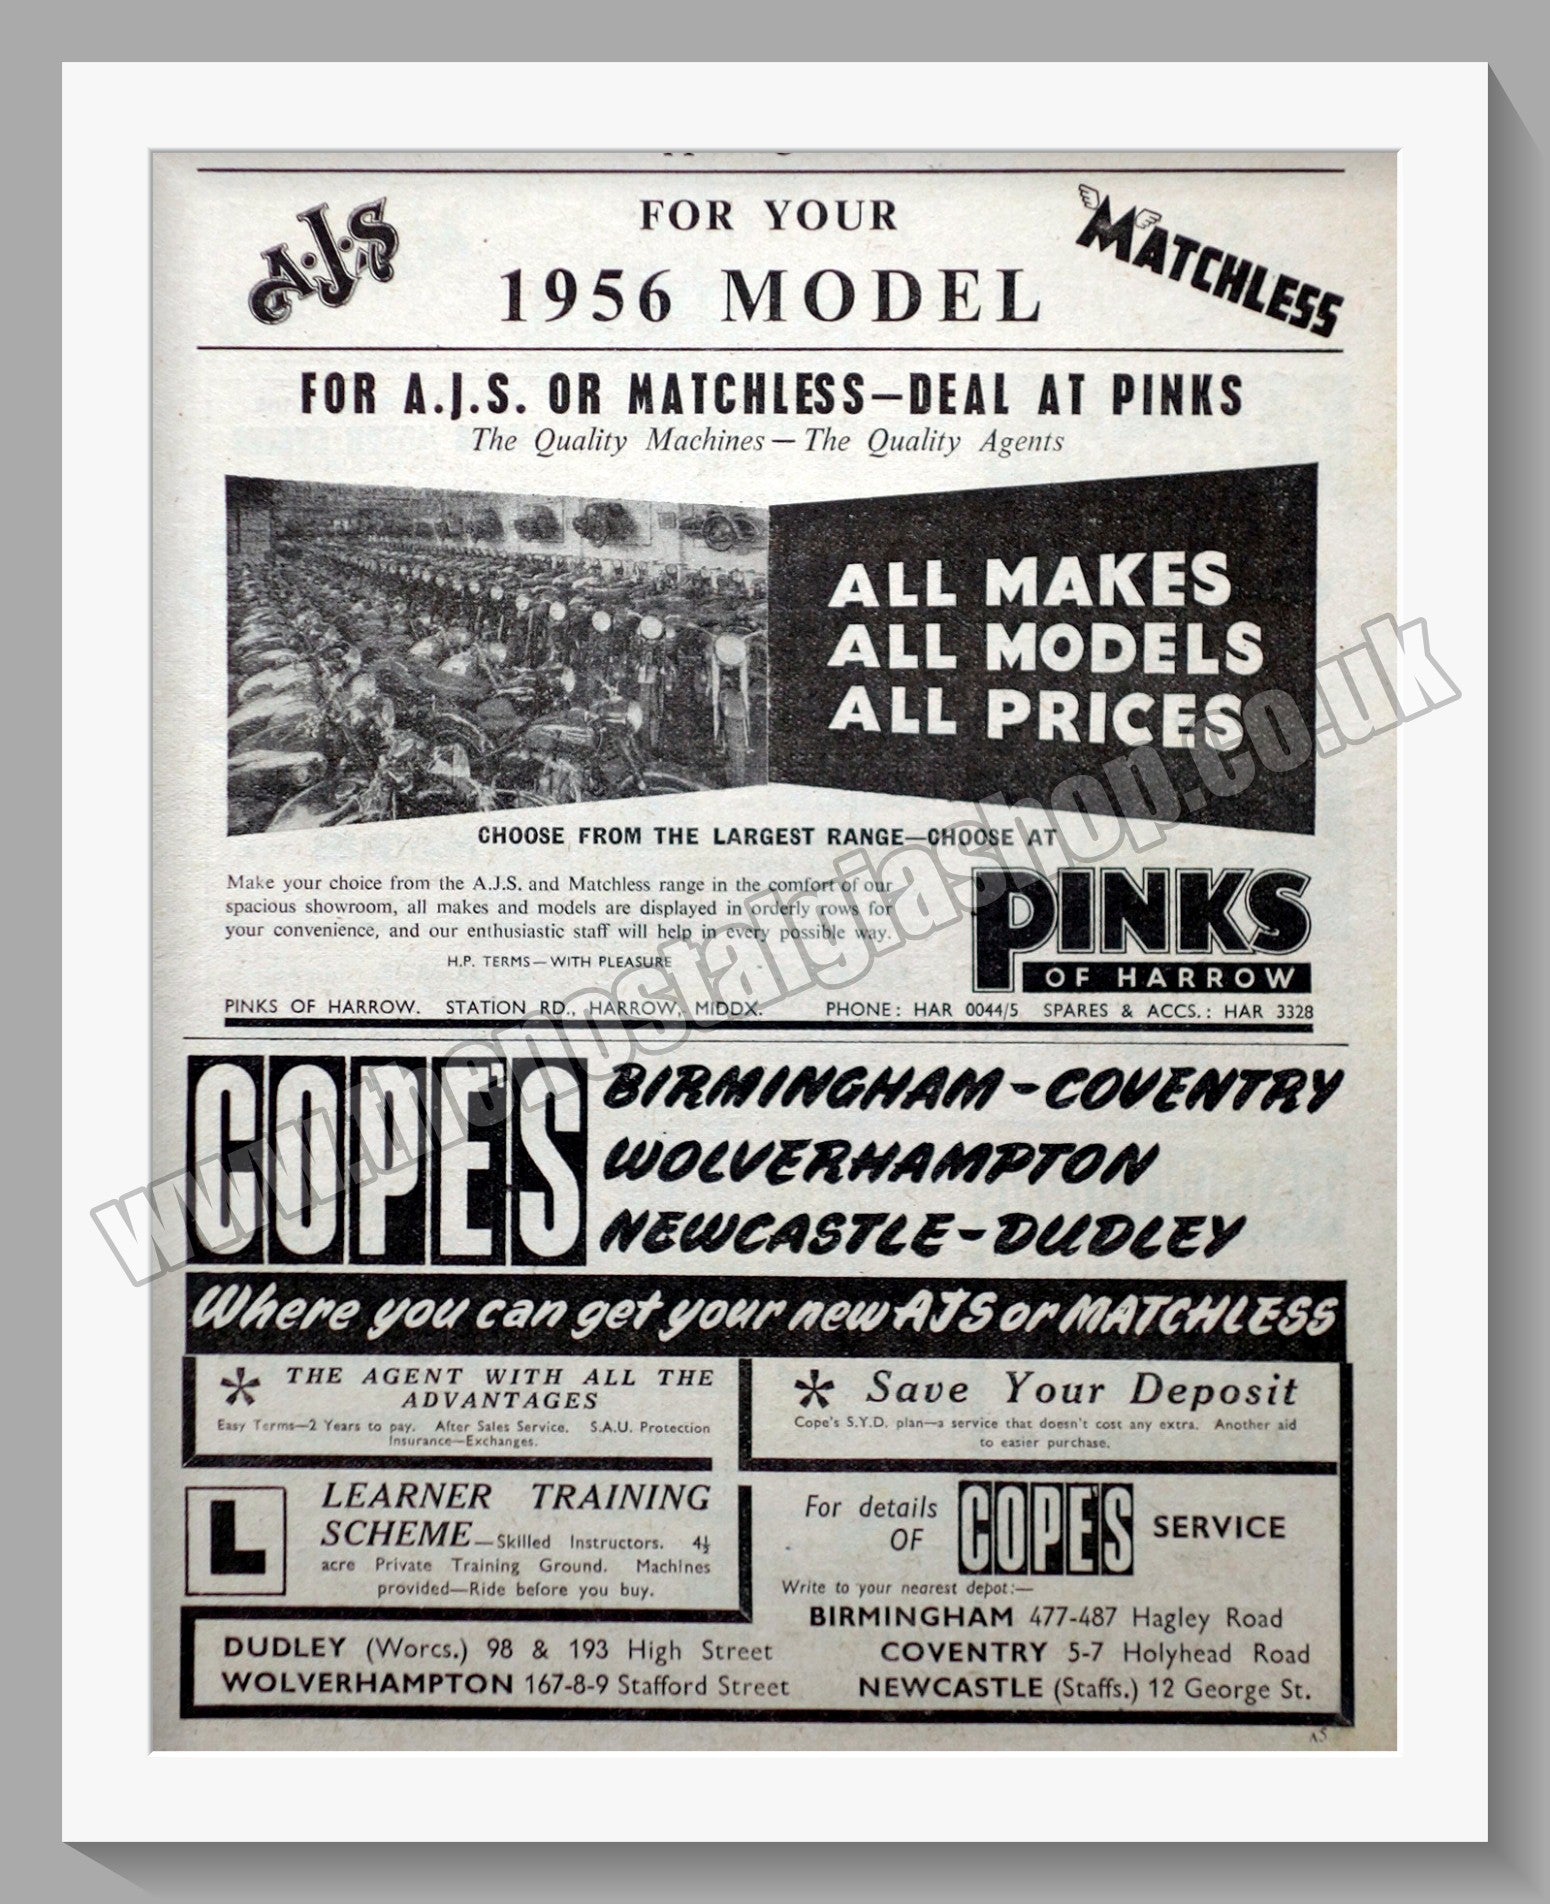 A.J.S
FOR YOUR
1956 MODEL
MATCHLESS
FOR A.J.S. OR MATCHLESS—DEAL AT PINKS
The Quality Machines — The Quality Agents
ALL MAKES
ALL MODELS
ALL PRICES
CHOOSE FROM THE LARGEST RANGE—CHOOSE AT
Make your choice from the A.J.S. and Matchless range in the comfort of our
spacious showroom, all makes and models are displayed in orderly rows for
your convenience, and our enthusiastic staff will help in every possible way.
H.P. TERMS—WITH PLEASURE
PINKS
OF HARROW
PINKS OF HARROW. STATION RD., HARROW, MIDDX. PHONE: HAR 0044/5 SPARES & ACCS.: HAR 3328
www.thenostalgiashop.co.uk
COPE'S
BIRMINGHAM - COVENTRY
WOLVERHAMPTON
NEWCASTLE - DUDLEY
Where you can get your new AJS or MATCHLESS
* THE AGENT WITH ALL THE
ADVANTAGES
Easy Terms—2 Years to pay. After Sales Service. S.A.U. Protection
Insurance—Exchanges.
* Save Your Deposit
Cope's S.Y.D. plan—a service that doesn't cost any extra. Another aid
to easier purchase.
L
LEARNER TRAINING
SCHEME—Skilled Instructors. 4½
acre Private Training Ground. Machines
provided—Ride before you buy.
For details
OF
COPE'S
SERVICE
Write to your nearest depot:—
BIRMINGHAM 477-487 Hagley Road
DUDLEY (Worcs.) 98 & 193 High Street
COVENTRY 5-7 Holyhead Road
WOLVERHAMPTON 167-8-9 Stafford Street
NEWCASTLE (Staffs.) 12 George St.